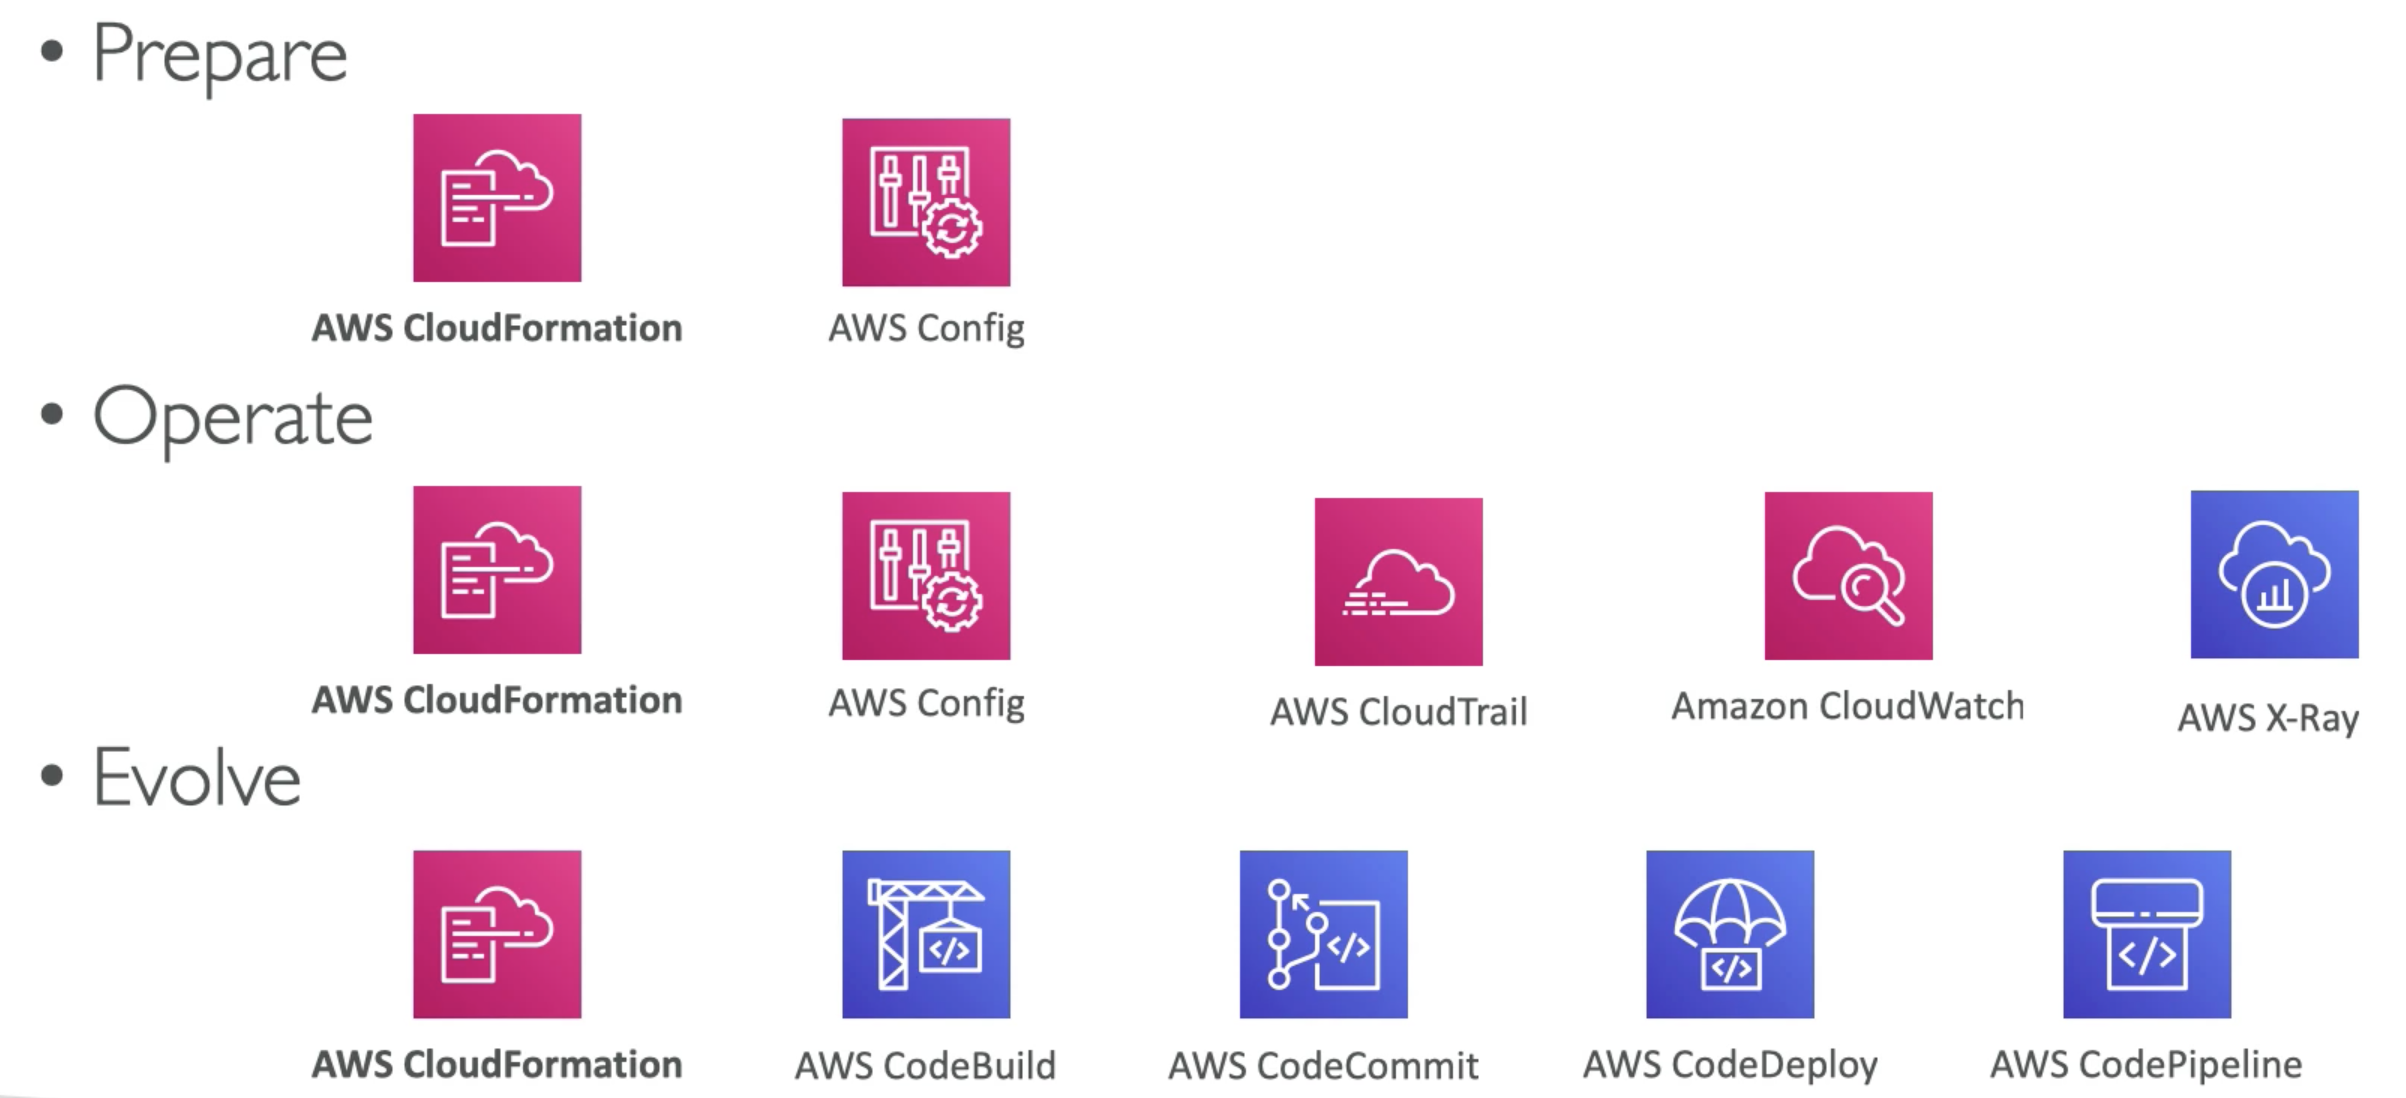 • Prepare
AWS CloudFormation
AWS Config
• Operate
AWS CloudFormation
AWS Config
AWS CloudTrail
Amazon CloudWatch
AWS X-Ray
• Evolve
AWS CloudFormation
AWS CodeBuild
AWS CodeCommit
AWS CodeDeploy
AWS CodePipeline